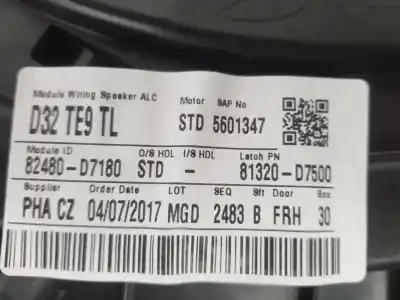 Module Wiring Speaker ALC Motor SAP No
D32 TE9 TL STD 5601347
Module ID O/S HDL I/S HDL Latch PN
82480-D7180 STD - 81320-D7500
Supplier Order Date LOT SEQ Sft Door Box
PHA CZ 04/07/2017 MGD 2483 B FRH 30